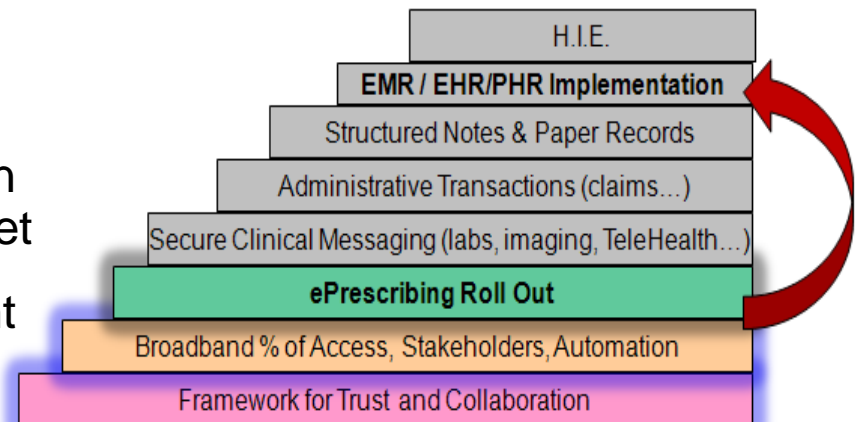 H.I.E.
EMR / EHR/PHR Implementation
Structured Notes & Paper Records
Administrative Transactions (claims…)
Secure Clinical Messaging (labs, imaging, TeleHealth…)
ePrescribing Roll Out
Broadband % of Access, Stakeholders, Automation
Framework for Trust and Collaboration